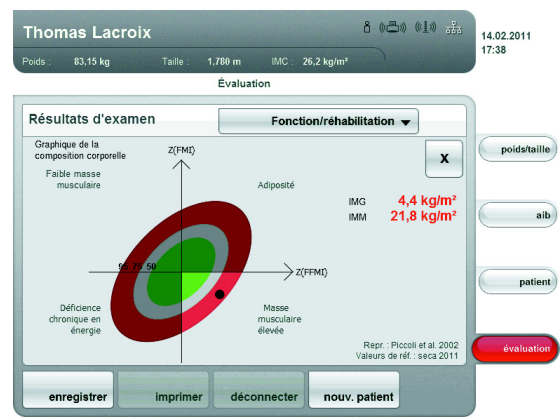 Thomas Lacroix
14.02.2011
17:38
Poids : 83,15 kg Taille : 1,780 m IMC : 26,2 kg/m²
Évaluation
Résultats d'examen
Fonction/réhabilitation
Graphique de la
composition corporelle
Z(FMI)
X
Faible masse
musculaire
Adiposité
IMG 4,4 kg/m²
IMM 21,8 kg/m²
95 75 50
Z(FFMI)
Déficience
chronique en
énergie
Masse
musculaire
élevée
Repr. : Piccoli et al. 2002
Valeurs de réf. : seca 2011
poids/taille
aib
patient
évaluation
enregistrer
imprimer
déconnecter
nouv. patient